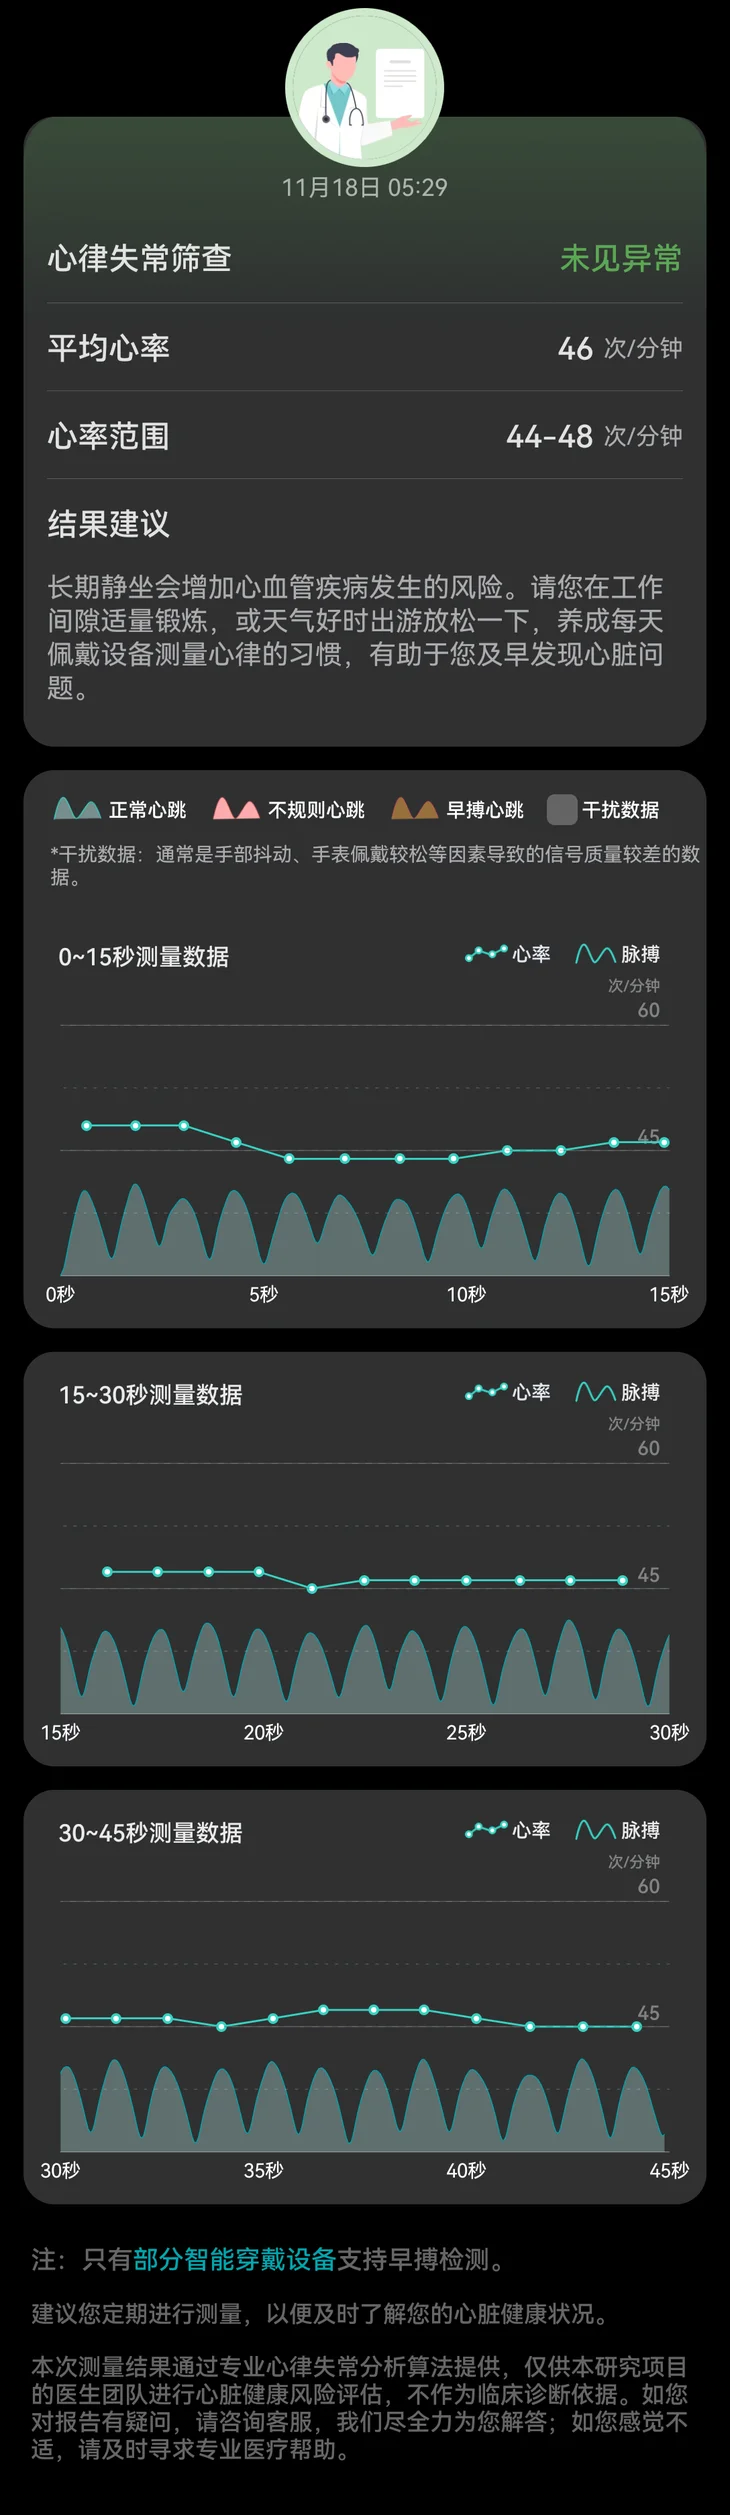 11月18日 05:29
心律失常筛查 未见异常
平均心率 46 次/分钟
心率范围 44-48 次/分钟
结果建议
长期静坐会增加心血管疾病发生的风险。请您在工作
间隙适量锻炼，或天气好时出游放松一下，养成每天
佩戴设备测量心律的习惯，有助于您及早发现心脏问
题。
正常心跳 不规则心跳 早搏心跳 干扰数据
*干扰数据：通常是手部抖动、手表佩戴较松等因素导致的信号质量较差的数
据。
0~15秒测量数据 心率 脉搏
次/分钟
60
45
0秒 5秒 10秒 15秒
15~30秒测量数据 心率 脉搏
次/分钟
60
45
15秒 20秒 25秒 30秒
30~45秒测量数据 心率 脉搏
次/分钟
60
45
30秒 35秒 40秒 45秒
注：只有部分智能穿戴设备支持早搏检测。
建议您定期进行测量，以便及时了解您的心脏健康状况。
本次测量结果通过专业心律失常分析算法提供，仅供本研究项目
的医生团队进行心脏健康风险评估，不作为临床诊断依据。如您
对报告有疑问，请咨询客服，我们尽全力为您解答；如您感觉不
适，请及时寻求专业医疗帮助。